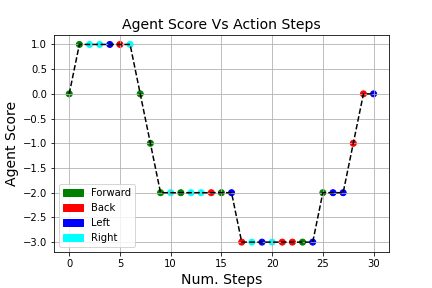 Agent Score Vs Action Steps
1.0
0.5
0.0
−0.5
−1.0
−1.5
−2.0
−2.5
−3.0
Agent Score
Forward
Back
Left
Right
0 5 10 15 20 25 30
Num. Steps